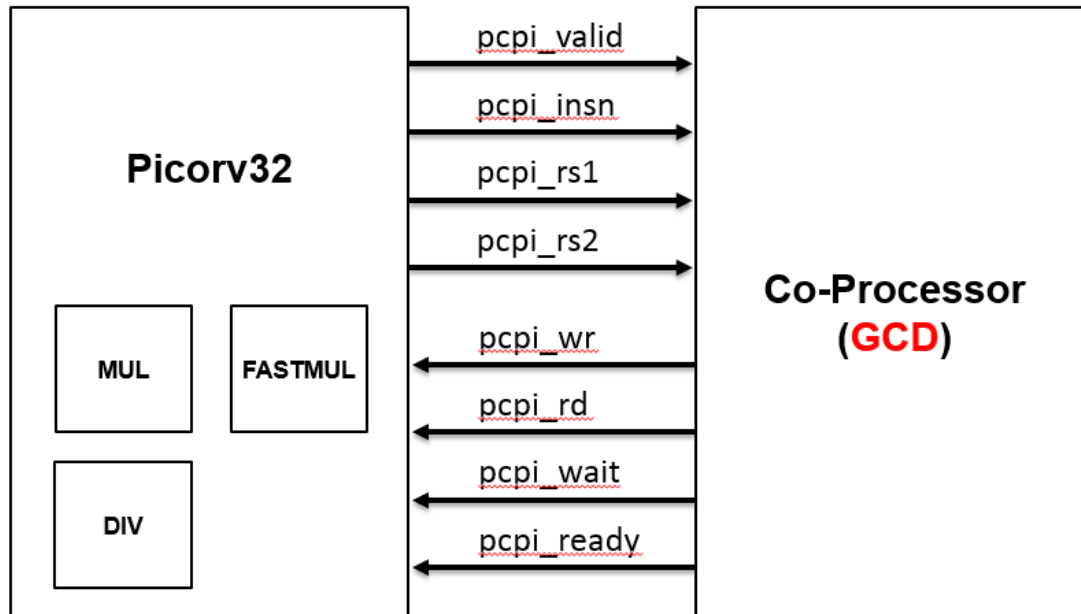 Picorv32
MUL
FASTMUL
DIV
pcpi_valid
pcpi_insn
pcpi_rs1
pcpi_rs2
pcpi_wr
pcpi_rd
pcpi_wait
pcpi_ready
Co-Processor
(GCD)